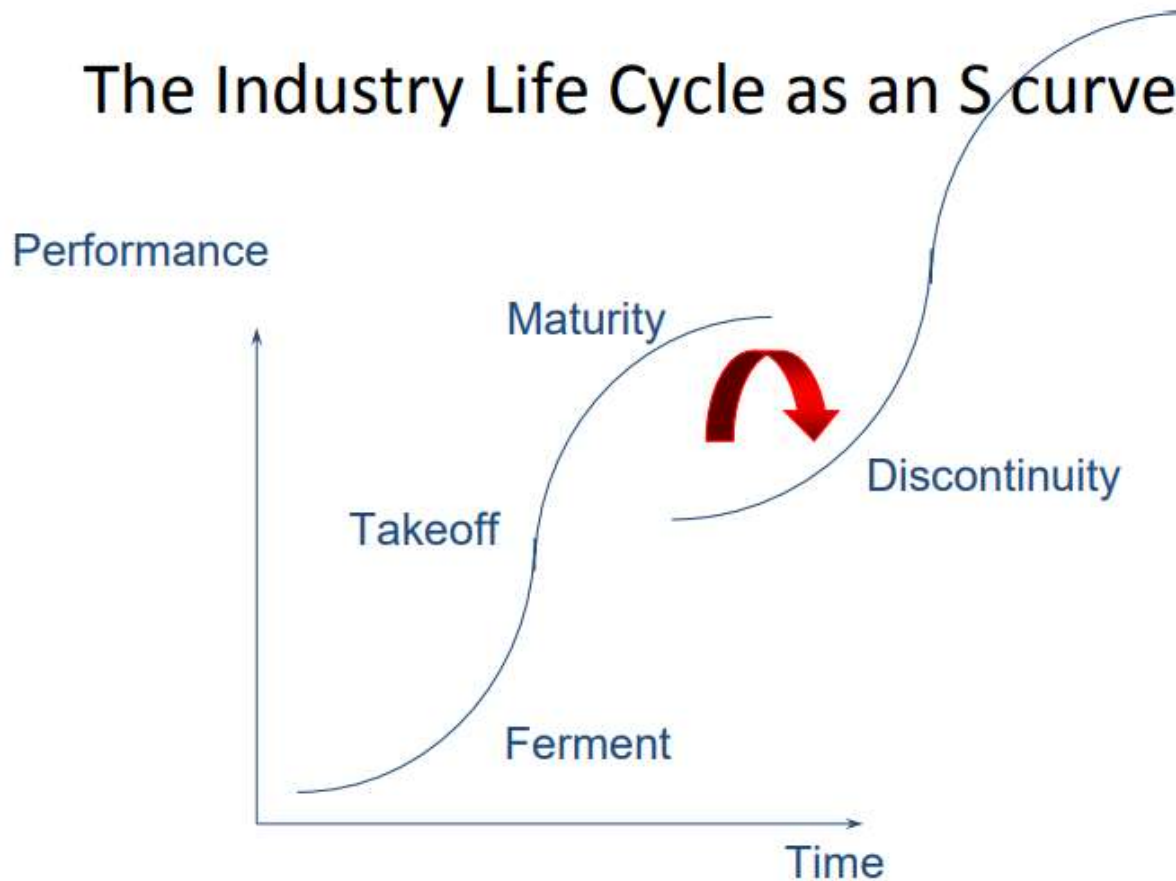 The Industry Life Cycle as an S curve
Performance
Maturity
Discontinuity
Takeoff
Ferment
Time